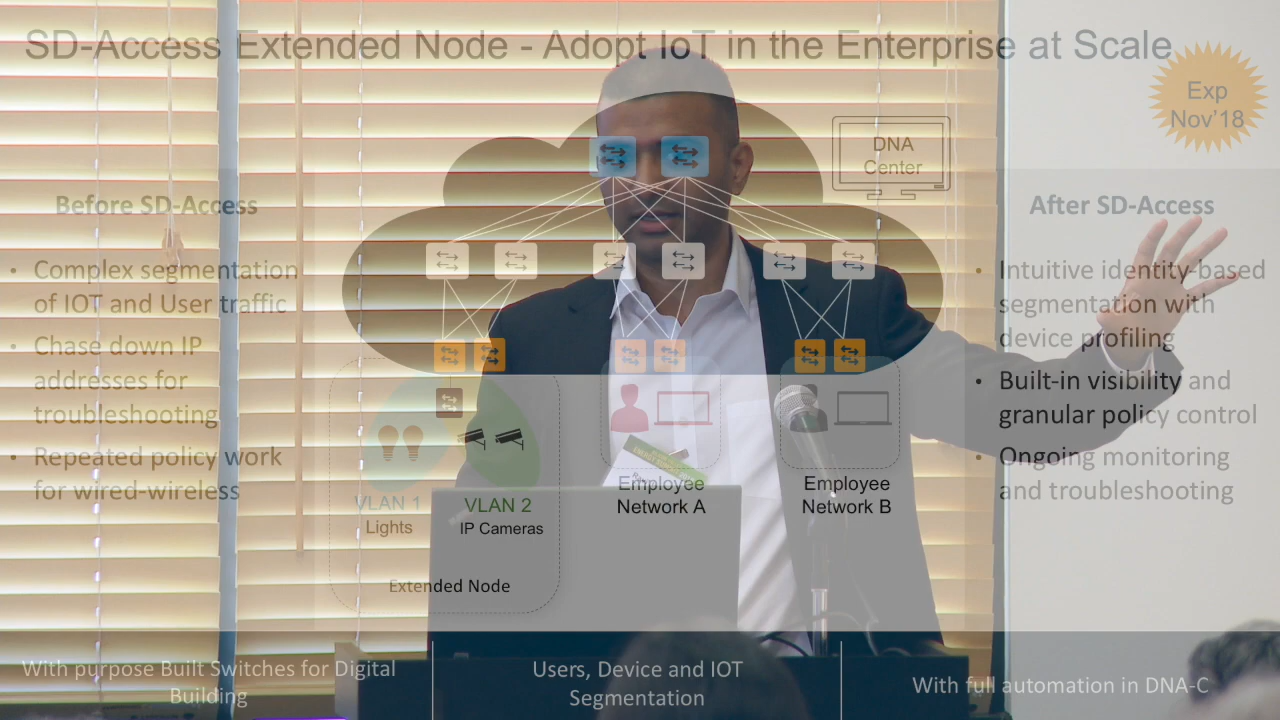 SD-Access Extended Node - Adopt IoT in the Enterprise at Scale
Exp
Nov'18
DNA
Center
Before SD-Access
• Complex segmentation
of IOT and User traffic
• Chase down IP
addresses for
troubleshooting
• Repeated policy work
for wired-wireless
After SD-Access
• Intuitive identity-based
segmentation with
device profiling
• Built-in visibility and
granular policy control
• Ongoing monitoring
and troubleshooting
VLAN 1
Lights
VLAN 2
IP Cameras
Extended Node
Employee
Network A
Employee
Network B
With purpose Built Switches for Digital
Building
Users, Device and IOT
Segmentation
With full automation in DNA-C